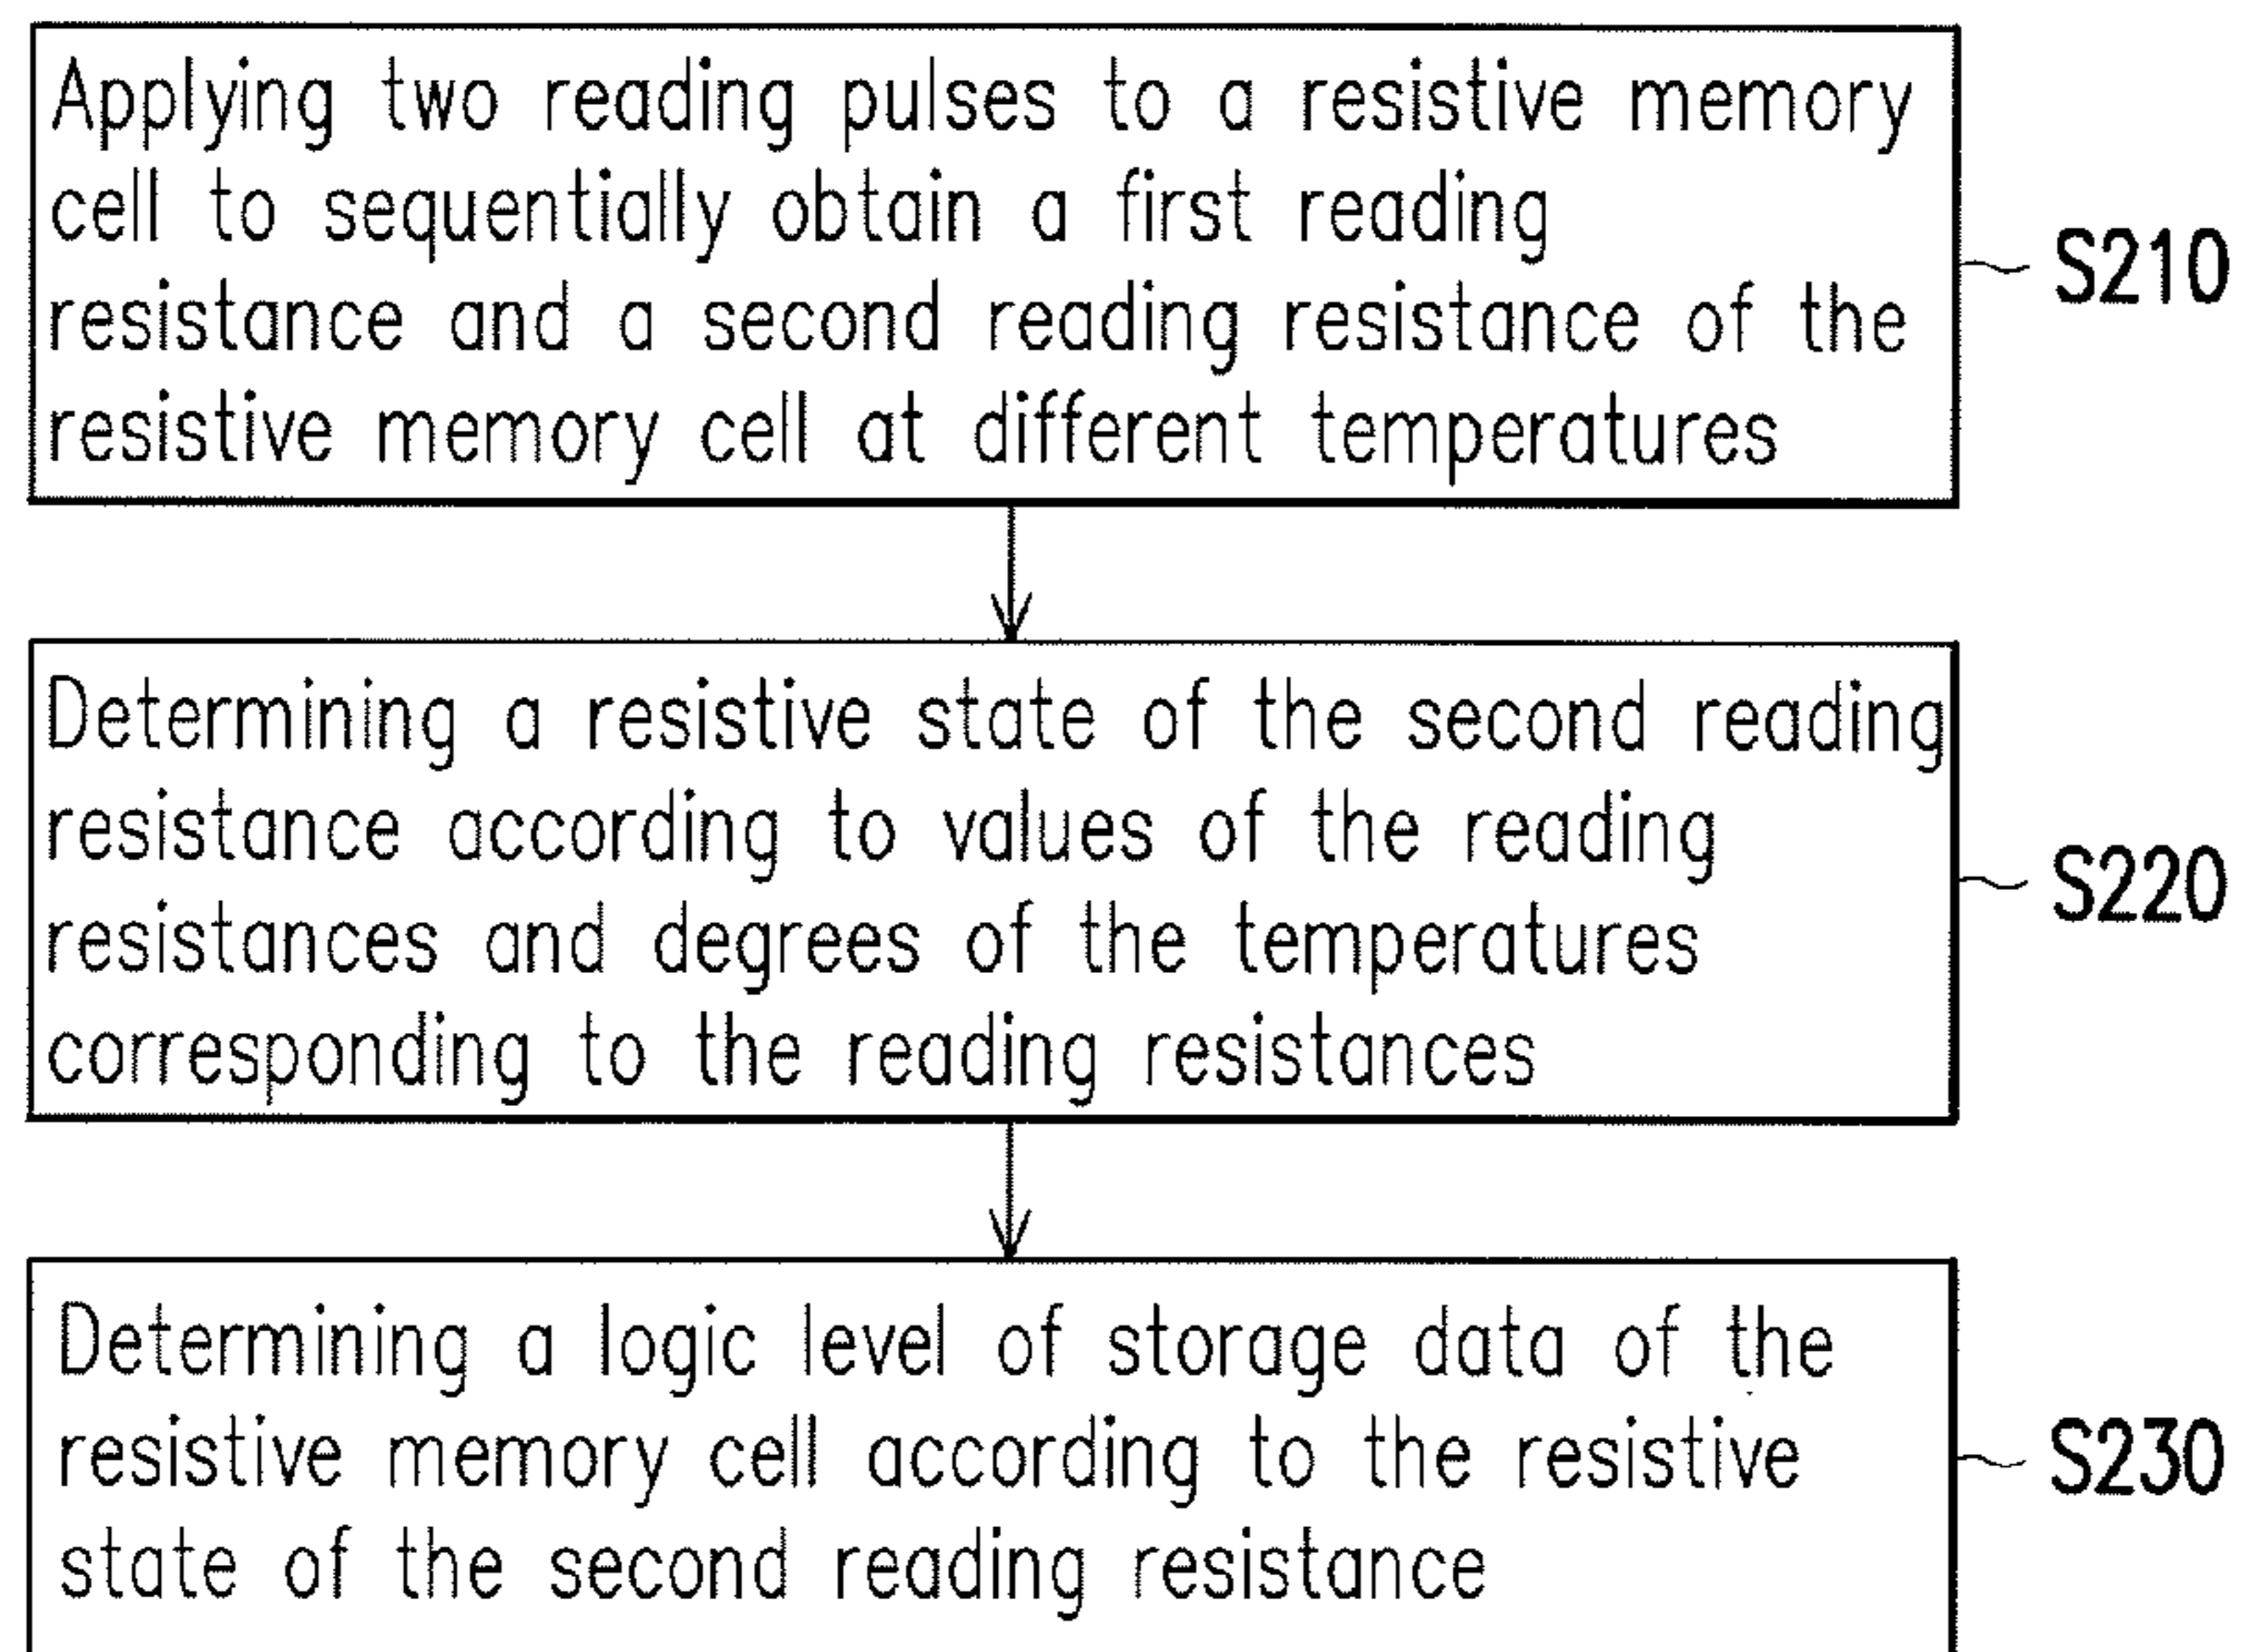 Applying two reading pulses to a resistive memory
cell to sequentially obtain a first reading
resistance and a second reading resistance of the
resistive memory cell at different temperatures
S210
Determining a resistive state of the second reading
resistance according to values of the reading
resistances and degrees of the temperatures
corresponding to the reading resistances
S220
Determining a logic level of storage data of the
resistive memory cell according to the resistive
state of the second reading resistance
S230